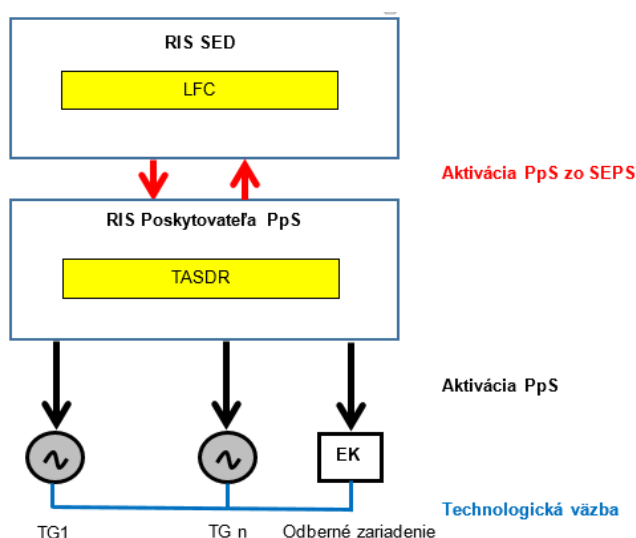 RIS SED
LFC
Aktivácia PpS zo SEPS
RIS Poskytovateľa PpS
TASDR
Aktivácia PpS
EK
Technologická väzba
TG1
TG n
Odberné zariadenie